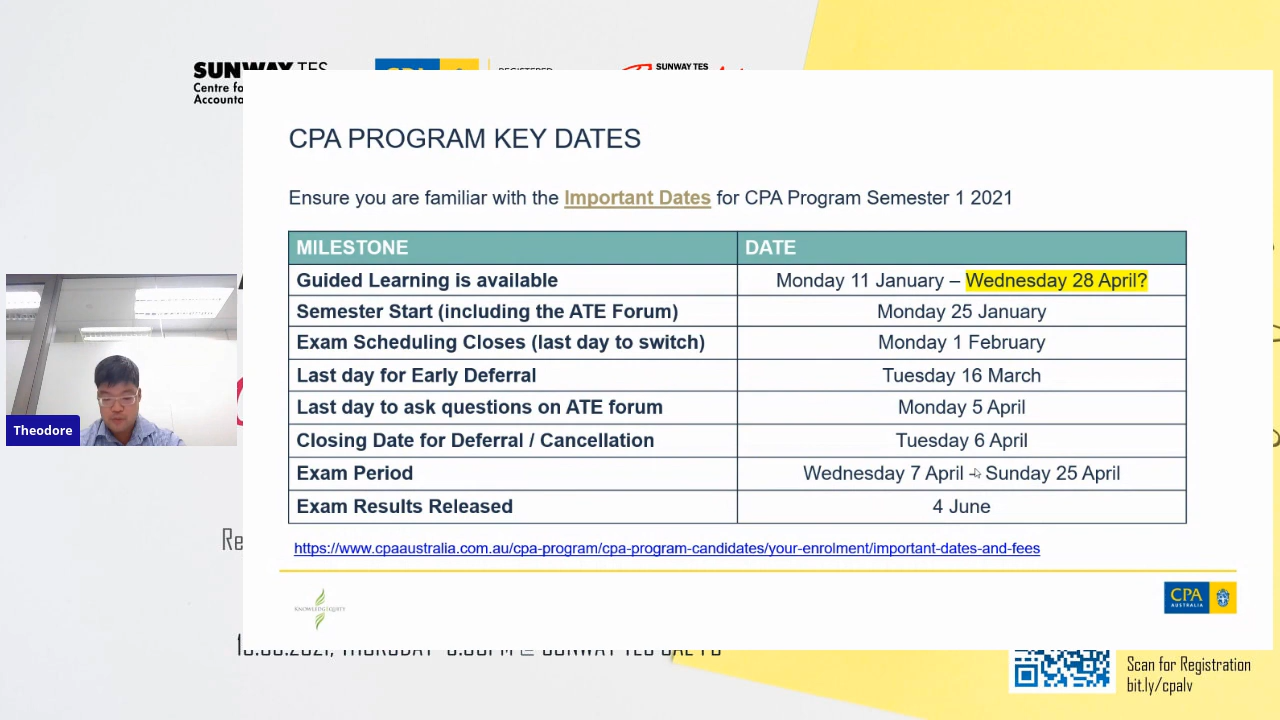 SUNWAY TES
Centre fo
Accounta
CPA
REGISTERED
SUNWAY TES
CPA PROGRAM KEY DATES
Ensure you are familiar with the Important Dates for CPA Program Semester 1 2021
MILESTONE DATE
Guided Learning is available Monday 11 January – Wednesday 28 April?
Semester Start (including the ATE Forum) Monday 25 January
Exam Scheduling Closes (last day to switch) Monday 1 February
Last day for Early Deferral Tuesday 16 March
Last day to ask questions on ATE forum Monday 5 April
Closing Date for Deferral / Cancellation Tuesday 6 April
Exam Period Wednesday 7 April – Sunday 25 April
Exam Results Released 4 June
https://www.cpaaustralia.com.au/cpa-program/cpa-program-candidates/your-enrolment/important-dates-and-fees
Theodore
Re
KNOWLEDGEQUITY
CPA
AUSTRALIA
Scan for Registration
bit.ly/cpalv